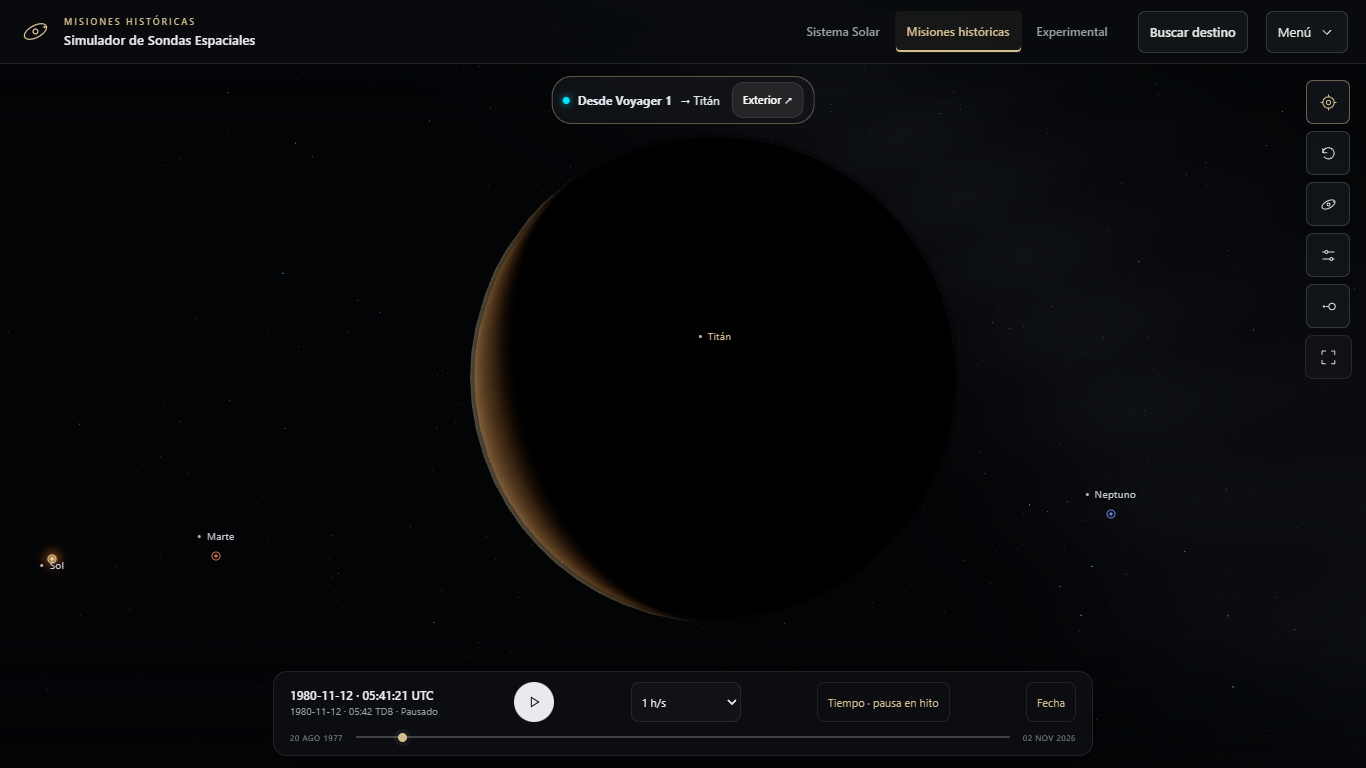 MISIONES HISTÓRICAS
Simulador de Sondas Espaciales
Sistema Solar
Misiones históricas
Experimental
Buscar destino
Menú
Desde Voyager 1 → Titán
Exterior ↗
Titán
Neptuno
Marte
Sol
1980-11-12 · 05:41:21 UTC
1980-11-12 · 05:42 TDB · Pausado
1 h/s
Tiempo · pausa en hito
Fecha
20 AGO 1977
02 NOV 2026